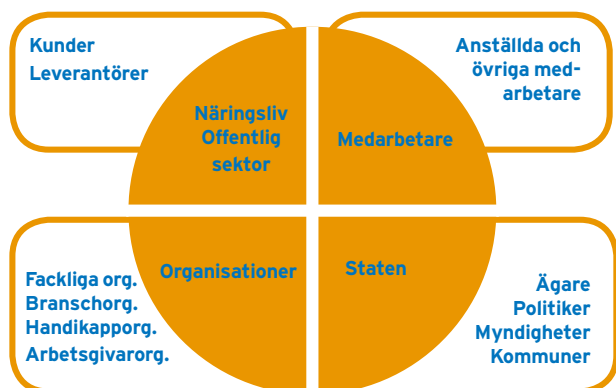 Kunder
Leverantörer
Näringsliv
Offentlig
sektor
Anställda och
övriga med-
arbetare
Medarbetare
Fackliga org.
Branschorg.
Handikapporg.
Arbetsgivarorg.
Organisationer
Staten
Ägare
Politiker
Myndigheter
Kommuner